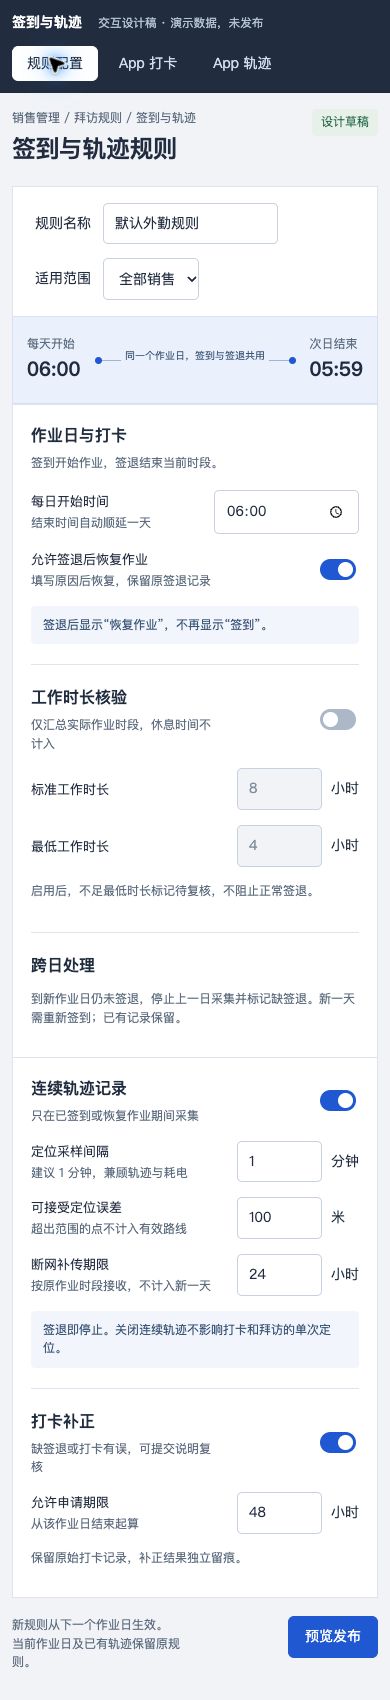 签到与轨迹 交互设计稿 · 演示数据，未发布
规则配置 App 打卡 App 轨迹
销售管理 / 拜访规则 / 签到与轨迹
签到与轨迹规则
设计草稿
规则名称 默认外勤规则
适用范围 全部销售
每天开始 次日结束
同一个作业日，签到与签退共用
06:00 05:59
作业日与打卡
签到开始作业，签退结束当前时段。
每日开始时间 06:00
结束时间自动顺延一天
允许签退后恢复作业
填写原因后恢复，保留原签退记录
签退后显示“恢复作业”，不再显示“签到”。
工作时长核验
仅汇总实际作业时段，休息时间不
计入
标准工作时长 8 小时
最低工作时长 4 小时
启用后，不足最低时长标记待复核，不阻止正常签退。
跨日处理
到新作业日仍未签退，停止上一日采集并标记缺签退。新一天
需重新签到；已有记录保留。
连续轨迹记录
只在已签到或恢复作业期间采集
定位采样间隔 1 分钟
建议 1 分钟，兼顾轨迹与耗电
可接受定位误差 100 米
超出范围的点不计入有效路线
断网补传期限 24 小时
按原作业时段接收，不计入新一天
签退即停止。关闭连续轨迹不影响打卡和拜访的单次定
位。
打卡补正
缺签退或打卡有误，可提交说明复
核
允许申请期限 48 小时
从该作业日结束起算
保留原始打卡记录，补正结果独立留痕。
新规则从下一个作业日生效。
当前作业日及已有轨迹保留原规
则。
预览发布